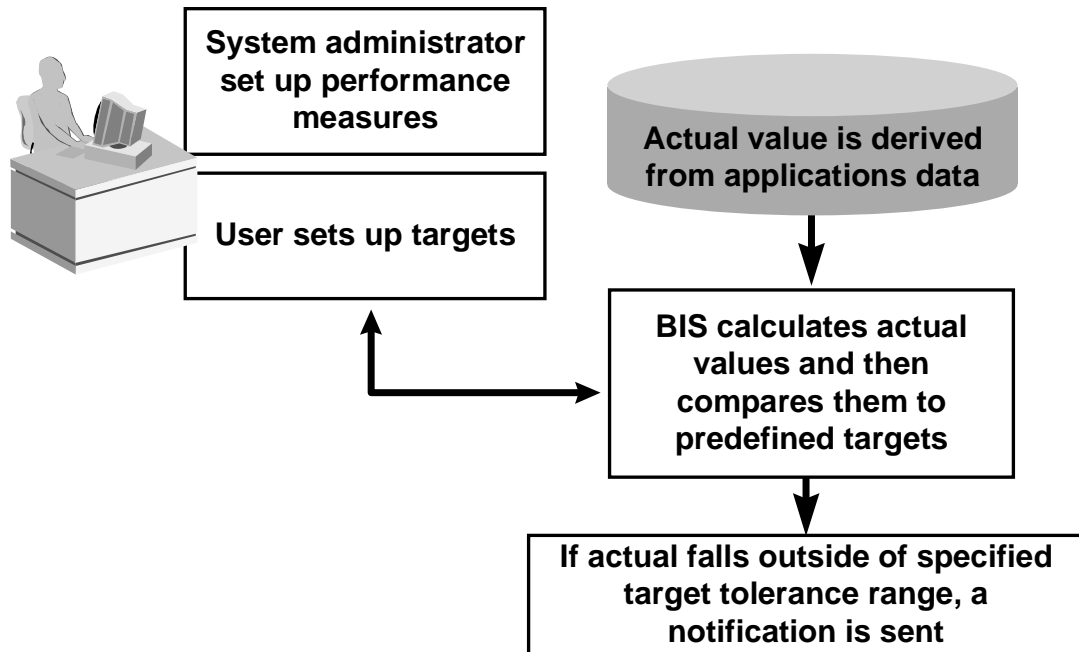 System administrator
set up performance
measures
User sets up targets
Actual value is derived
from applications data
BIS calculates actual
values and then
compares them to
predefined targets
If actual falls outside of specified
target tolerance range, a
notification is sent